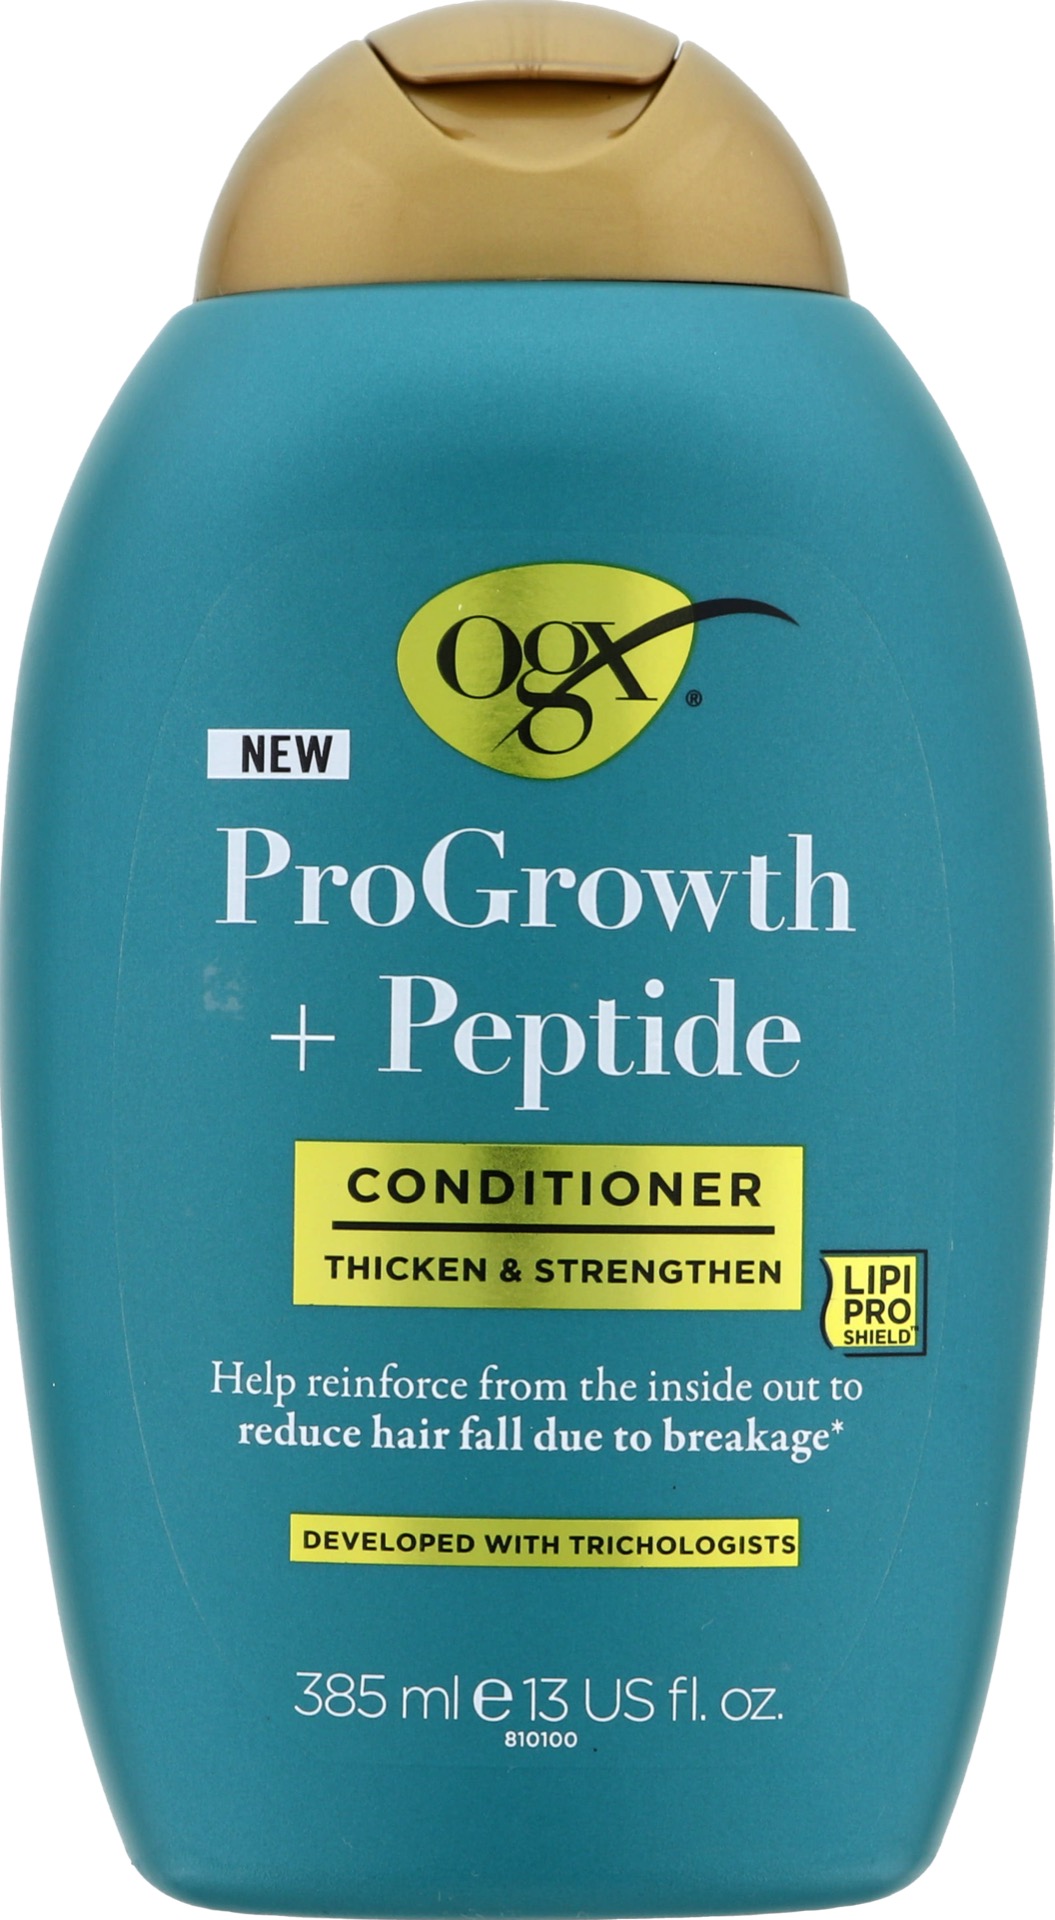 ogx®
NEW
ProGrowth
+ Peptide
CONDITIONER
THICKEN & STRENGTHEN
LIPI
PRO
SHIELD™
Help reinforce from the inside out to
reduce hair fall due to breakage*
DEVELOPED WITH TRICHOLOGISTS
385 ml e 13 US fl. oz.
810100